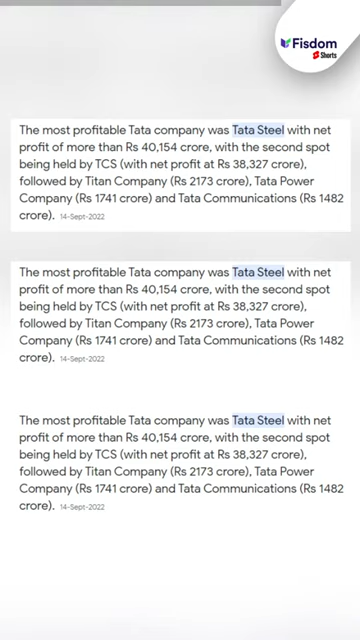 Fisdom
Shorts
The most profitable Tata company was Tata Steel with net
profit of more than Rs 40,154 crore, with the second spot
being held by TCS (with net profit at Rs 38,327 crore),
followed by Titan Company (Rs 2173 crore), Tata Power
Company (Rs 1741 crore) and Tata Communications (Rs 1482
crore). 14-Sept-2022
The most profitable Tata company was Tata Steel with net
profit of more than Rs 40,154 crore, with the second spot
being held by TCS (with net profit at Rs 38,327 crore),
followed by Titan Company (Rs 2173 crore), Tata Power
Company (Rs 1741 crore) and Tata Communications (Rs 1482
crore). 14-Sept-2022
The most profitable Tata company was Tata Steel with net
profit of more than Rs 40,154 crore, with the second spot
being held by TCS (with net profit at Rs 38,327 crore),
followed by Titan Company (Rs 2173 crore), Tata Power
Company (Rs 1741 crore) and Tata Communications (Rs 1482
crore). 14-Sept-2022